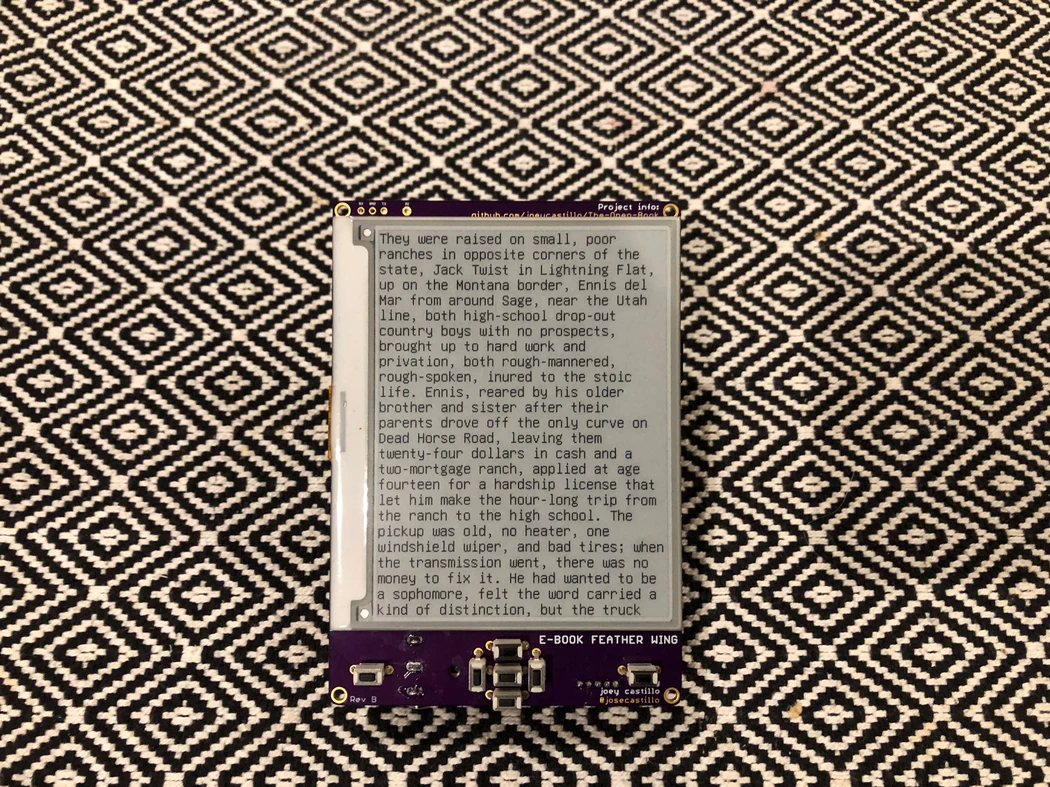 Project info:
github.com/joeycastillo/The-Open-Book
They were raised on small, poor
ranches in opposite corners of the
state, Jack Twist in Lightning Flat,
up on the Montana border, Ennis del
Mar from around Sage, near the Utah
line, both high-school drop-out
country boys with no prospects,
brought up to hard work and
privation, both rough-mannered,
rough-spoken, inured to the stoic
life. Ennis, reared by his older
brother and sister after their
parents drove off the only curve on
Dead Horse Road, leaving them
twenty-four dollars in cash and a
two-mortgage ranch, applied at age
fourteen for a hardship license that
let him make the hour-long trip from
the ranch to the high school. The
pickup was old, no heater, one
windshield wiper, and bad tires; when
the transmission went, there was no
money to fix it. He had wanted to be
a sophomore, felt the word carried a
kind of distinction, but the truck
E-BOOK FEATHER WING
Rev B
joey castillo
@josecastillo